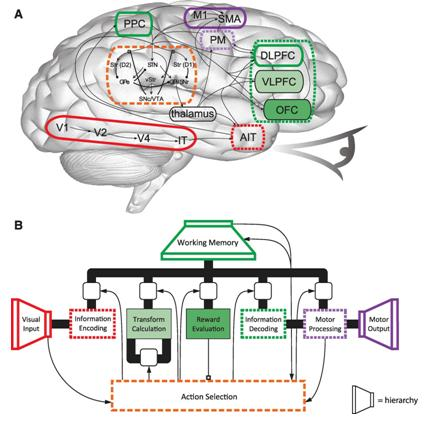 A
PPC
M1
SMA
PM
Str (D2)
StN
Str (D1)
GPe
vStr
SNc/VTA
DLPFC
VLPFC
OFC
thalamus
V1
V2
V4
IT
AIT
B
Working Memory
Visual
Input
Information
Encoding
Transform
Calculation
Reward
Evaluation
Information
Decoding
Motor
Processing
Motor
Output
Action Selection
= hierarchy